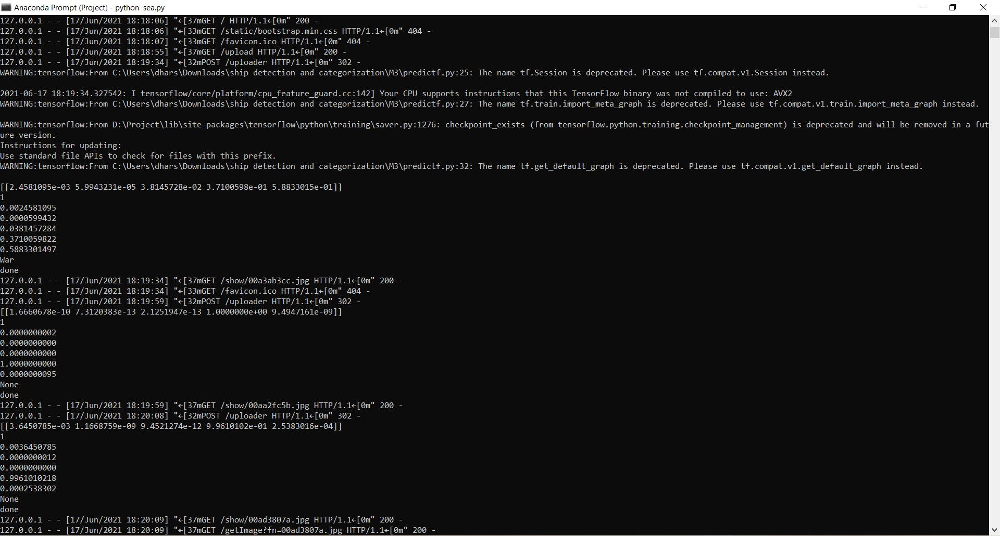 Anaconda Prompt (Project) - python  sea.py
127.0.0.1 - - [17/Jun/2021 18:18:06] "←[37mGET / HTTP/1.1←[0m" 200 -
127.0.0.1 - - [17/Jun/2021 18:18:06] "←[33mGET /static/bootstrap.min.css HTTP/1.1←[0m" 404 -
127.0.0.1 - - [17/Jun/2021 18:18:07] "←[33mGET /favicon.ico HTTP/1.1←[0m" 404 -
127.0.0.1 - - [17/Jun/2021 18:18:55] "←[37mGET /upload HTTP/1.1←[0m" 200 -
127.0.0.1 - - [17/Jun/2021 18:19:34] "←[32mPOST /uploader HTTP/1.1←[0m" 302 -
WARNING:tensorflow:From C:\Users\dhars\Downloads\ship detection and categorization\M3\predictf.py:25: The name tf.Session is deprecated. Please use tf.compat.v1.Session instead.
2021-06-17 18:19:34.327542: I tensorflow/core/platform/cpu_feature_guard.cc:142] Your CPU supports instructions that this TensorFlow binary was not compiled to use: AVX2
WARNING:tensorflow:From C:\Users\dhars\Downloads\ship detection and categorization\M3\predictf.py:27: The name tf.train.import_meta_graph is deprecated. Please use tf.compat.v1.train.import_meta_graph instead.
WARNING:tensorflow:From D:\Project\lib\site-packages\tensorflow\python\training\saver.py:1276: checkpoint_exists (from tensorflow.python.training.checkpoint_management) is deprecated and will be removed in a fut
ure version.
Instructions for updating:
Use standard file APIs to check for files with this prefix.
WARNING:tensorflow:From C:\Users\dhars\Downloads\ship detection and categorization\M3\predictf.py:32: The name tf.get_default_graph is deprecated. Please use tf.compat.v1.get_default_graph instead.
[[2.4581095e-03 5.9943231e-05 3.8145728e-02 3.7100598e-01 5.8833015e-01]]
1
0.0024581095
0.0000599432
0.0381457284
0.3710059822
0.5883301497
War
done
127.0.0.1 - - [17/Jun/2021 18:19:34] "←[37mGET /show/00a3ab3cc.jpg HTTP/1.1←[0m" 200 -
127.0.0.1 - - [17/Jun/2021 18:19:34] "←[33mGET /favicon.ico HTTP/1.1←[0m" 404 -
127.0.0.1 - - [17/Jun/2021 18:19:59] "←[32mPOST /uploader HTTP/1.1←[0m" 302 -
[[1.6660678e-10 7.3120383e-13 2.1251947e-13 1.0000000e+00 9.4947161e-09]]
1
0.0000000002
0.0000000000
0.0000000000
1.0000000000
0.0000000095
None
done
127.0.0.1 - - [17/Jun/2021 18:19:59] "←[37mGET /show/00aa2fc5b.jpg HTTP/1.1←[0m" 200 -
127.0.0.1 - - [17/Jun/2021 18:20:08] "←[32mPOST /uploader HTTP/1.1←[0m" 302 -
[[3.6450785e-03 1.1668759e-09 9.4521274e-12 9.9610102e-01 2.5383016e-04]]
1
0.0036450785
0.0000000012
0.0000000000
0.9961010218
0.0002538302
None
done
127.0.0.1 - - [17/Jun/2021 18:20:09] "←[37mGET /show/00ad3807a.jpg HTTP/1.1←[0m" 200 -
127.0.0.1 - - [17/Jun/2021 18:20:09] "←[37mGET /getImage?fn=00ad3807a.jpg HTTP/1.1←[0m" 200 -